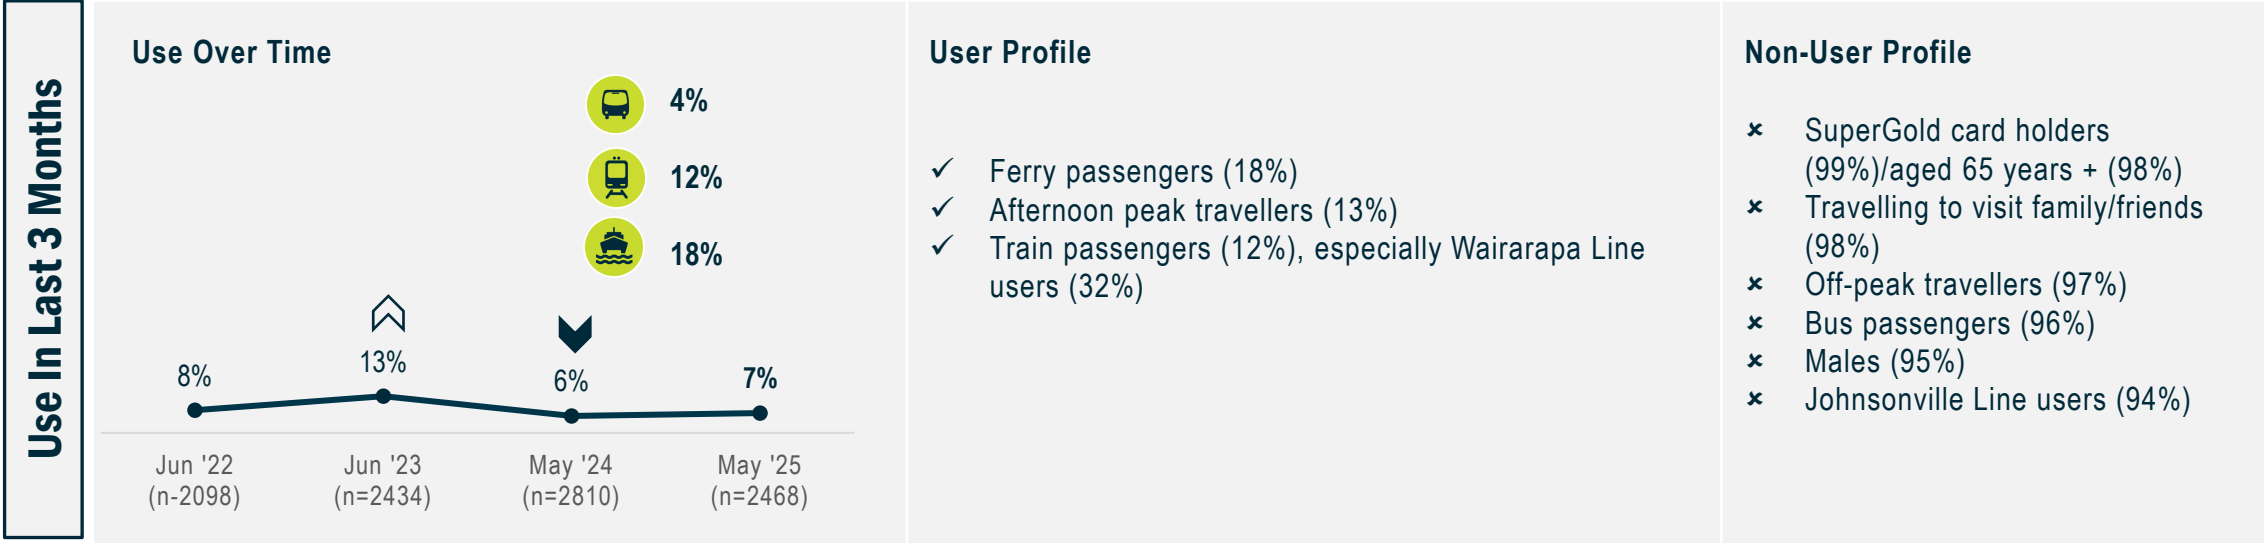 Use In Last 3 Months
Use Over Time
4%
12%
18%
8%
13%
6%
7%
Jun '22
(n-2098)
Jun '23
(n=2434)
May '24
(n=2810)
May '25
(n=2468)
User Profile
✓ Ferry passengers (18%)
✓ Afternoon peak travellers (13%)
✓ Train passengers (12%), especially Wairarapa Line
users (32%)
Non-User Profile
× SuperGold card holders
(99%)/aged 65 years + (98%)
× Travelling to visit family/friends
(98%)
× Off-peak travellers (97%)
× Bus passengers (96%)
× Males (95%)
× Johnsonville Line users (94%)